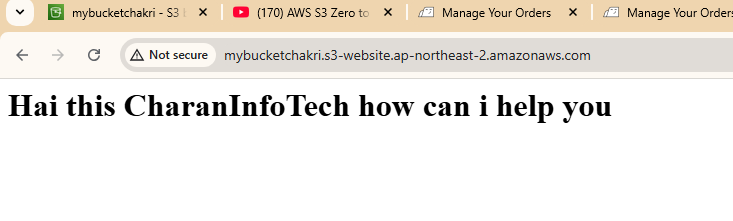 mybucketchakri - S3 b
(170) AWS S3 Zero to
Manage Your Orders
Manage Your Orders
Not secure
mybucketchakri.s3-website.ap-northeast-2.amazonaws.com
Hai this CharanInfoTech how can i help you